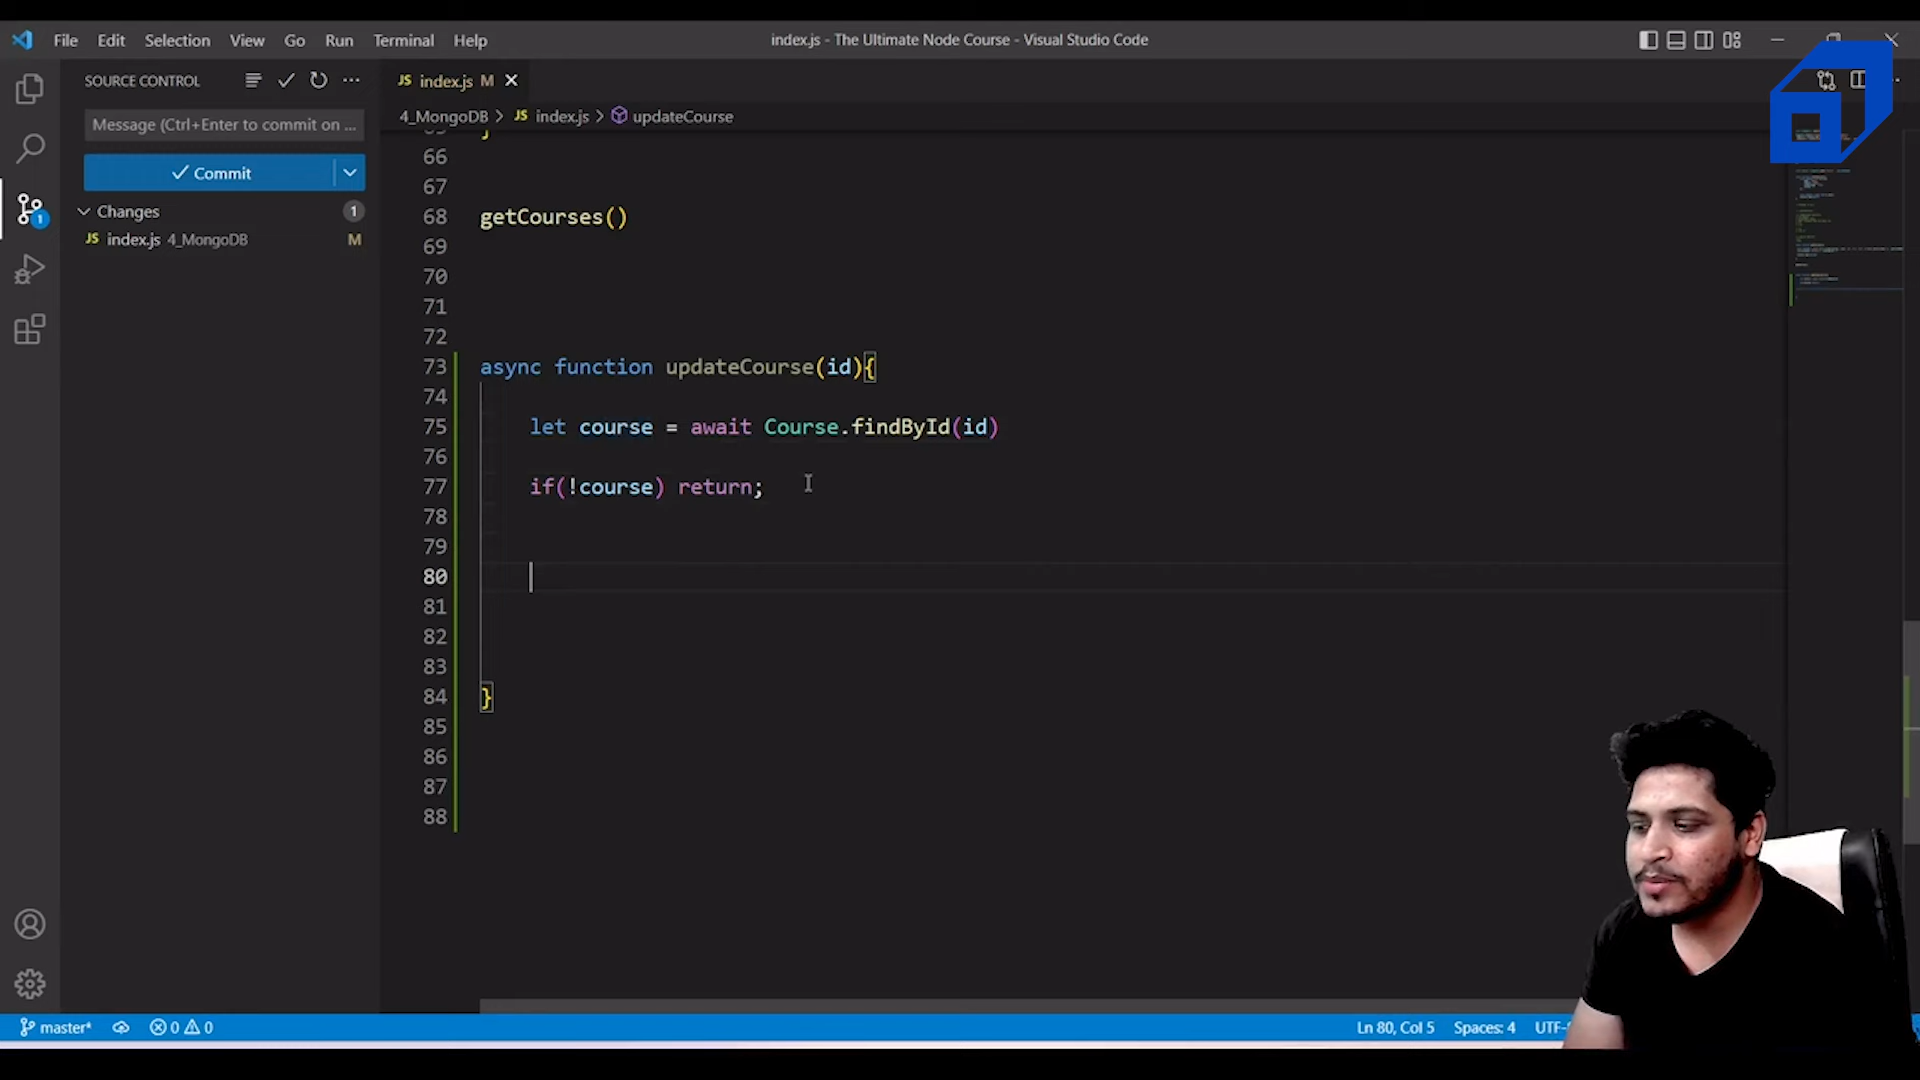 File Edit Selection View Go Run Terminal Help
index.js - The Ultimate Node Course - Visual Studio Code
SOURCE CONTROL
JS index.js M
Message (Ctrl+Enter to commit on ...
4_MongoDB > JS index.js > updateCourse
Commit
Changes 1
JS index.js 4_MongoDB M
1
66
67
68 getCourses()
69
70
71
72
73 async function updateCourse(id){
74
75 let course = await Course.findById(id)
76
77 if(!course) return;
78
79
80
81
82
83
84 }
85
86
87
88
master* 0 0
Ln 80, Col 5 Spaces: 4